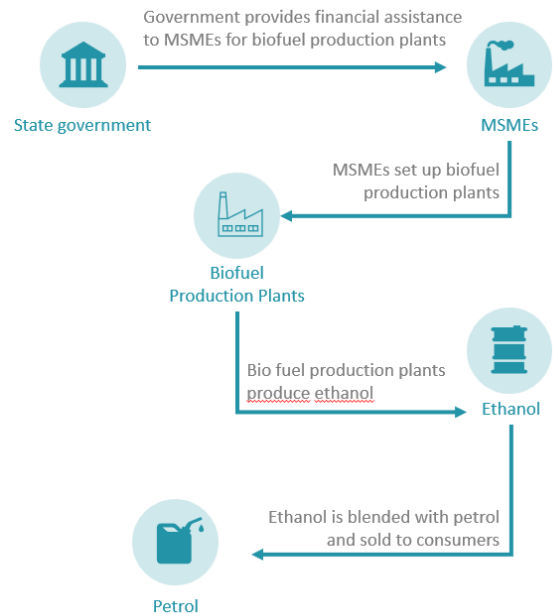 Government provides financial assistance
to MSMEs for biofuel production plants
State government
MSMEs
MSMEs set up biofuel
production plants
Biofuel
Production Plants
Bio fuel production plants
produce ethanol
Ethanol
Ethanol is blended with petrol
and sold to consumers
Petrol